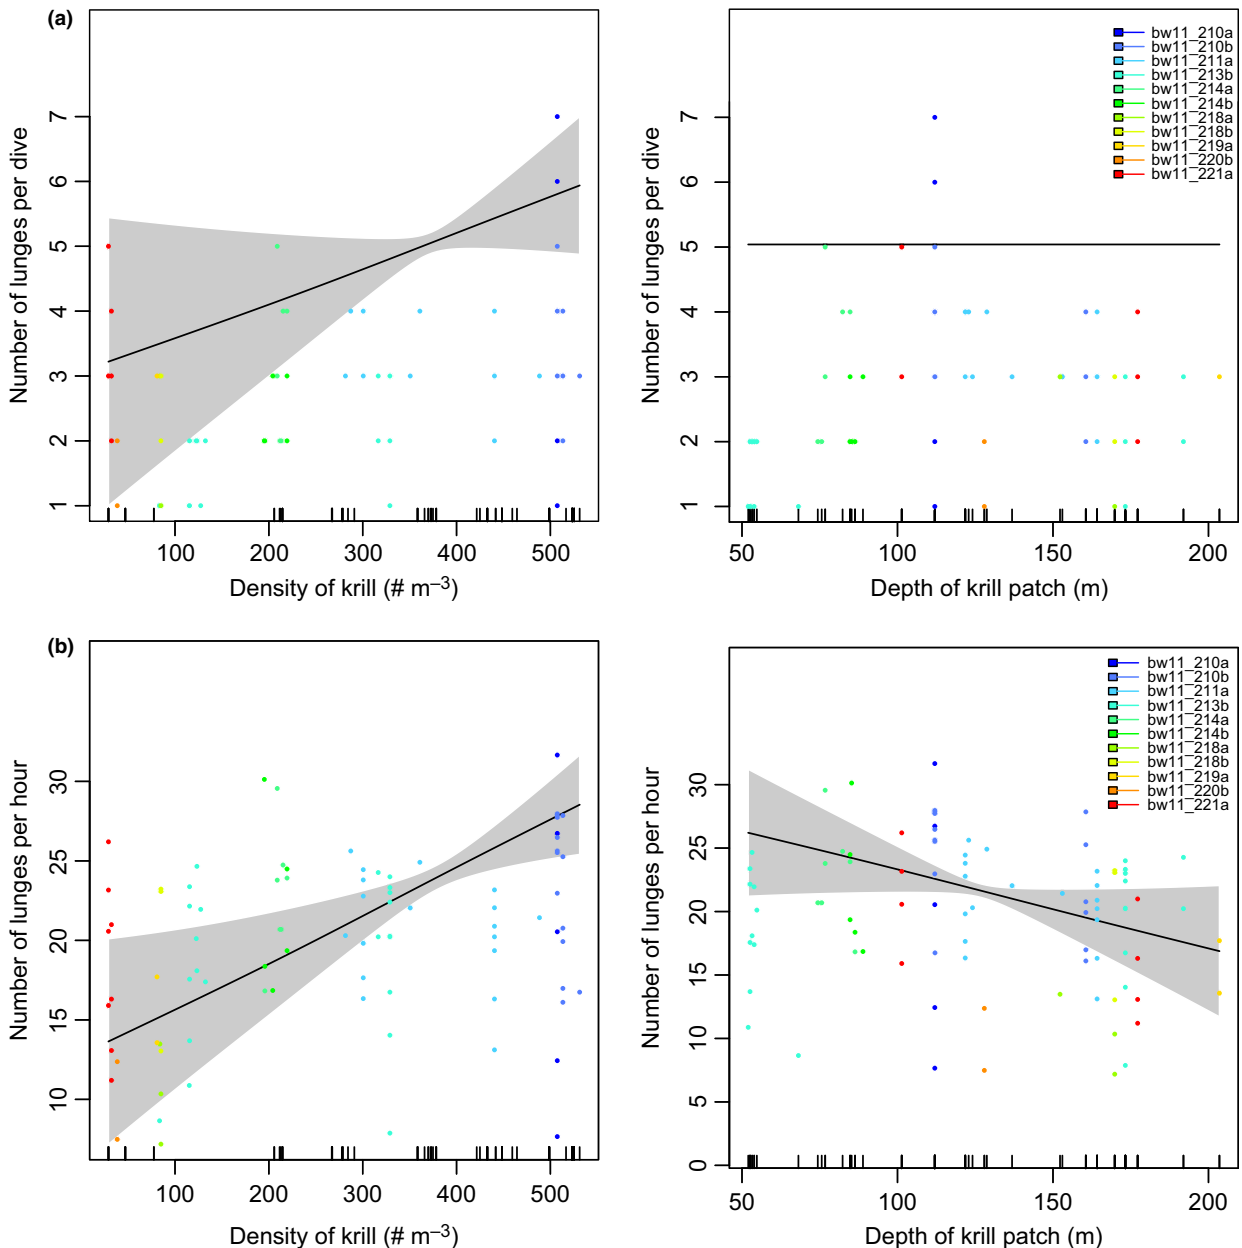 (a)
Number of lunges per dive
7
6
5
4
3
2
1
100 200 300 400 500
Density of krill (# m⁻³)
bw11_210a
bw11_210b
bw11_211a
bw11_213b
bw11_214a
bw11_214b
bw11_218a
bw11_218b
bw11_219a
bw11_220b
bw11_221a
Number of lunges per dive
7
6
5
4
3
2
1
50 100 150 200
Depth of krill patch (m)
(b)
Number of lunges per hour
30
25
20
15
10
100 200 300 400 500
Density of krill (# m⁻³)
bw11_210a
bw11_210b
bw11_211a
bw11_213b
bw11_214a
bw11_214b
bw11_218a
bw11_218b
bw11_219a
bw11_220b
bw11_221a
Number of lunges per hour
30
25
20
15
10
5
0
50 100 150 200
Depth of krill patch (m)